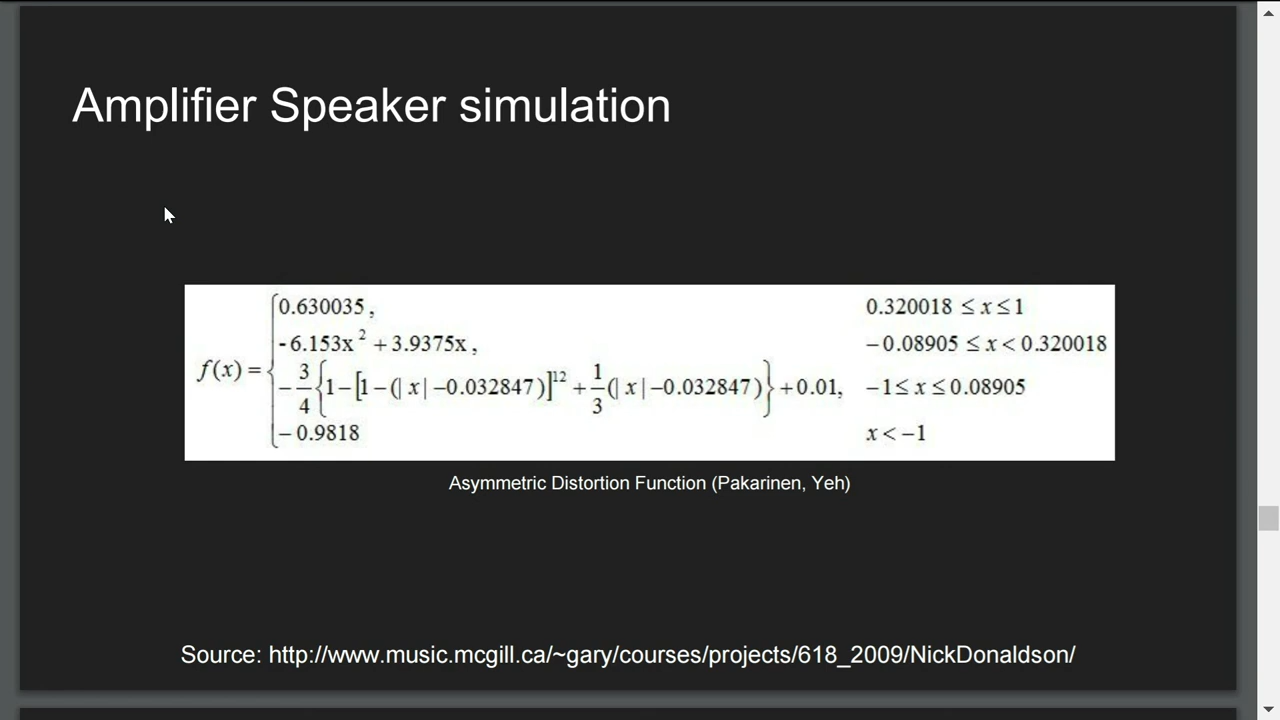 Amplifier Speaker simulation
0.630035, 0.320018 ≤ x ≤ 1
-6.153x² + 3.9375x, −0.08905 ≤ x < 0.320018
f(x) = −3/4{1−[1−(|x|−0.032847)]¹² + 1/3(|x|−0.032847)} + 0.01, −1 ≤ x ≤ 0.08905
−0.9818 x < −1
Asymmetric Distortion Function (Pakarinen, Yeh)
Source: http://www.music.mcgill.ca/~gary/courses/projects/618_2009/NickDonaldson/